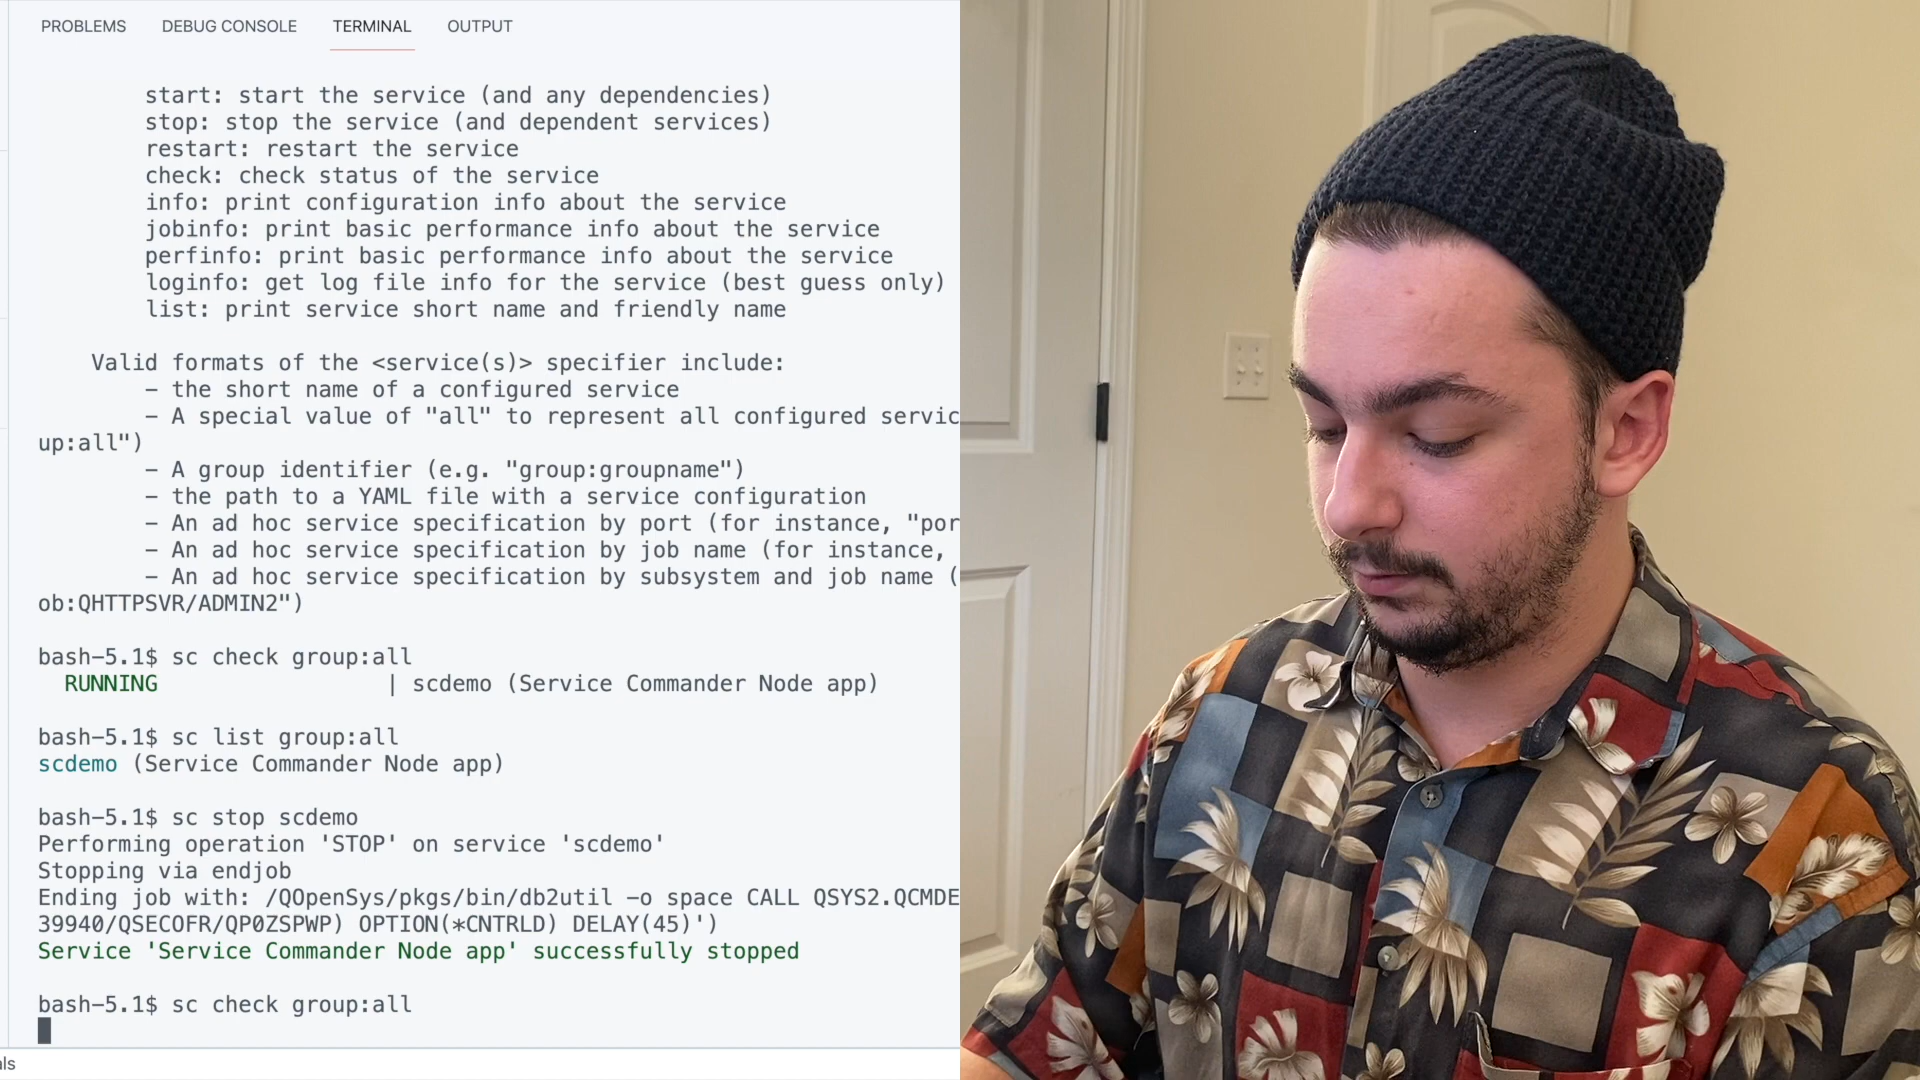 PROBLEMS DEBUG CONSOLE TERMINAL OUTPUT
start: start the service (and any dependencies)
stop: stop the service (and dependent services)
restart: restart the service
check: check status of the service
info: print configuration info about the service
jobinfo: print basic performance info about the service
perfinfo: print basic performance info about the service
loginfo: get log file info for the service (best guess only)
list: print service short name and friendly name
Valid formats of the <service(s)> specifier include:
- the short name of a configured service
- A special value of "all" to represent all configured servic
up:all")
- A group identifier (e.g. "group:groupname")
- the path to a YAML file with a service configuration
- An ad hoc service specification by port (for instance, "por
- An ad hoc service specification by job name (for instance,
- An ad hoc service specification by subsystem and job name (
ob:QHTTPSVR/ADMIN2")
bash-5.1$ sc check group:all
RUNNING | scdemo (Service Commander Node app)
bash-5.1$ sc list group:all
scdemo (Service Commander Node app)
bash-5.1$ sc stop scdemo
Performing operation 'STOP' on service 'scdemo'
Stopping via endjob
Ending job with: /QOpenSys/pkgs/bin/db2util -o space CALL QSYS2.QCMDE
39940/QSECOFR/QP0ZSPWP) OPTION(*CNTRLD) DELAY(45)')
Service 'Service Commander Node app' successfully stopped
bash-5.1$ sc check group:all
als